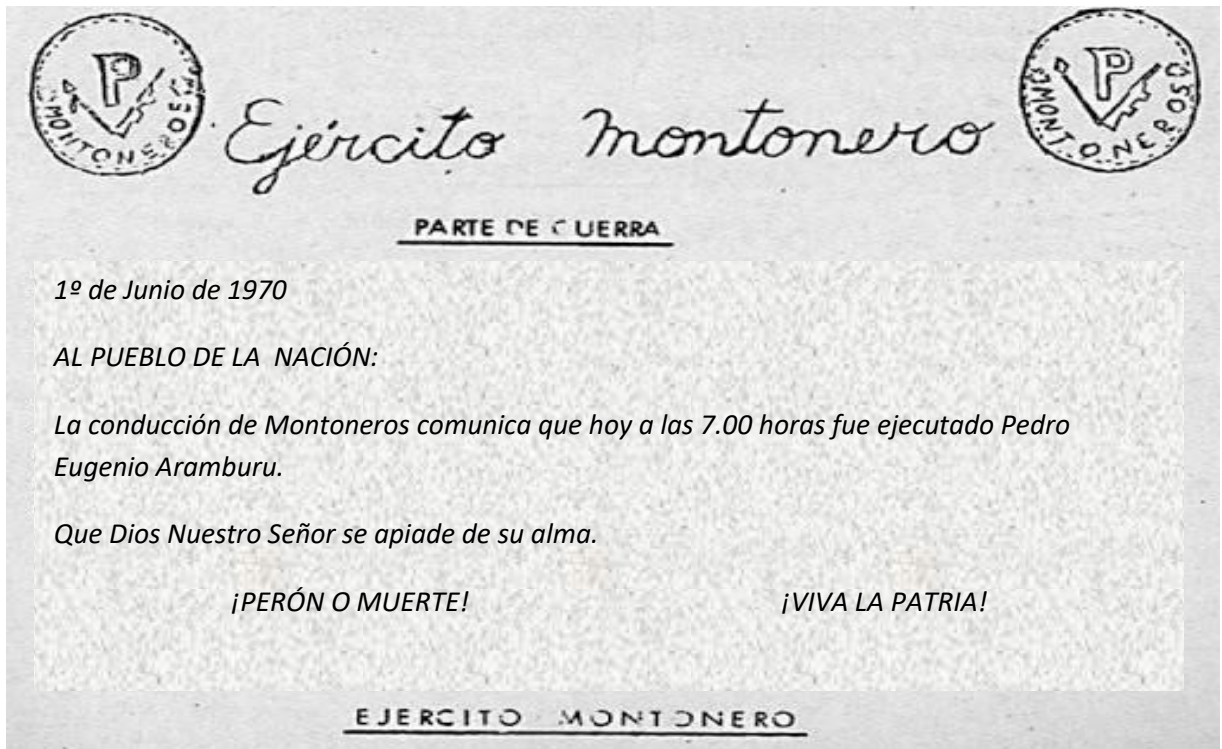 P
MONTONEROS
Ejército Montonero
P
MONTONEROS
PARTE DE GUERRA
1º de Junio de 1970
AL PUEBLO DE LA NACIÓN:
La conducción de Montoneros comunica que hoy a las 7.00 horas fue ejecutado Pedro
Eugenio Aramburu.
Que Dios Nuestro Señor se apiade de su alma.
¡PERÓN O MUERTE! ¡VIVA LA PATRIA!
EJERCITO MONTONERO